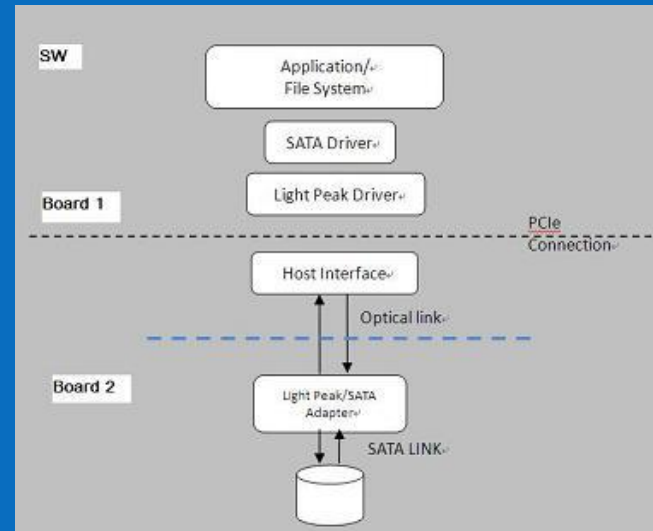 SW
Application/
File System
SATA Driver
Light Peak Driver
Board 1
PCIe
Connection
Host Interface
Optical link
Board 2
Light Peak/SATA
Adapter
SATA LINK